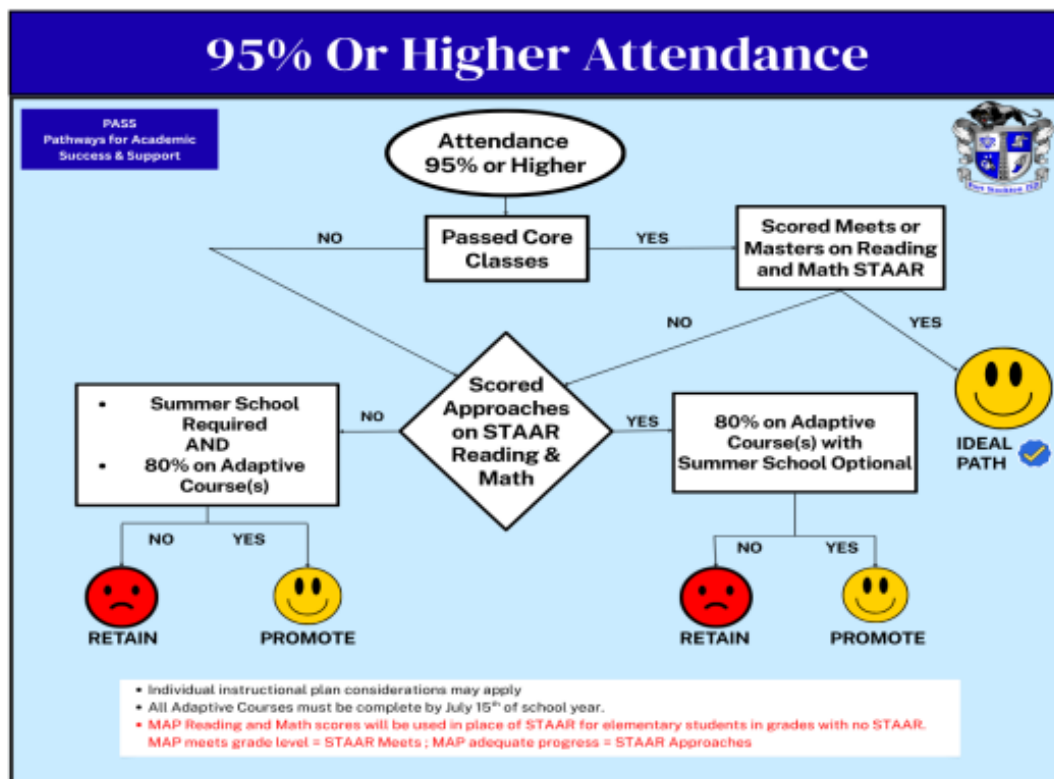 95% Or Higher Attendance
PASS
Pathways for Academic
Success & Support
Attendance
95% or Higher
Fort Stockton ISD
NO
Passed Core
Classes
YES
Scored Meets or
Masters on Reading
and Math STAAR
NO
YES
Scored
Approaches
on STAAR
Reading &
Math
NO
YES
• Summer School
Required
AND
• 80% on Adaptive
Course(s)
80% on Adaptive
Course(s) with
Summer School Optional
IDEAL
PATH
NO
YES
NO
YES
RETAIN
PROMOTE
RETAIN
PROMOTE
• Individual instructional plan considerations may apply
• All Adaptive Courses must be complete by July 15th of school year.
• MAP Reading and Math scores will be used in place of STAAR for elementary students in grades with no STAAR.
MAP meets grade level = STAAR Meets ; MAP adequate progress = STAAR Approaches